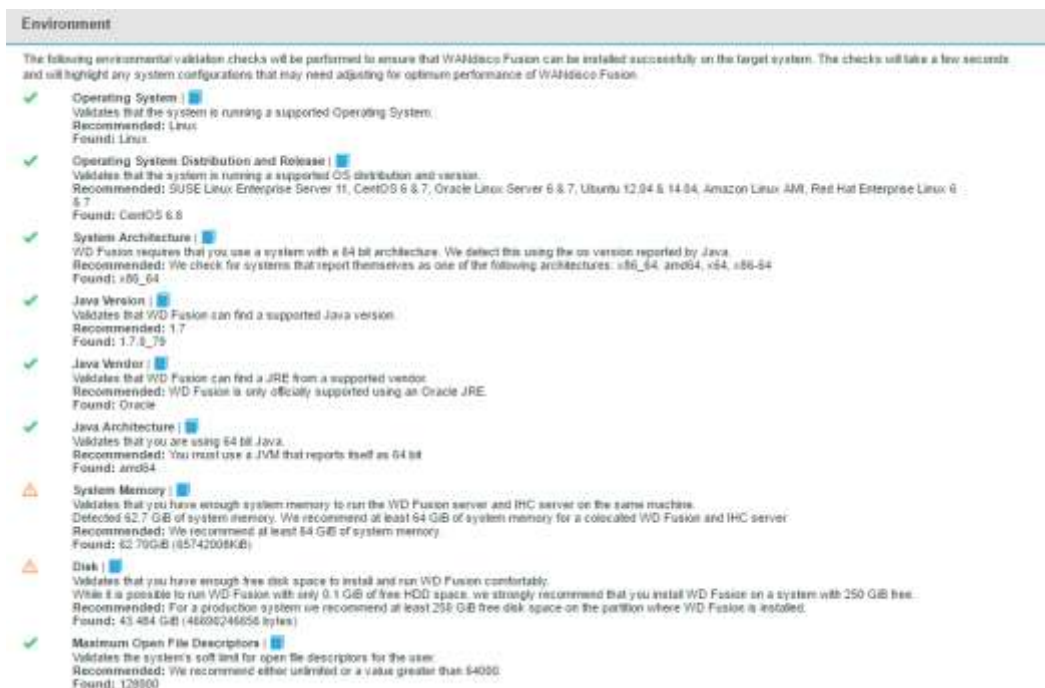 Environment
The following environmental validation checks will be performed to ensure that WANdisco Fusion can be installed successfully on the target system. The checks will take a few seconds
and will highlight any system configurations that may need adjusting for optimum performance of WANdisco Fusion.
Operating System |
Validates that the system is running a supported Operating System.
Recommended: Linux
Found: Linux
Operating System Distribution and Release |
Validates that the system is running a supported OS distribution and version.
Recommended: SUSE Linux Enterprise Server 11, CentOS 6 & 7, Oracle Linux Server 6 & 7, Ubuntu 12.04 & 14.04, Amazon Linux AMI, Red Hat Enterprise Linux 6
& 7
Found: CentOS 6.8
System Architecture |
WD Fusion requires that you use a system with a 64 bit architecture. We detect this using the os version reported by Java.
Recommended: We check for systems that report themselves as one of the following architectures: x86_64, amd64, x64, x86-64
Found: x86_64
Java Version |
Validates that WD Fusion can find a supported Java version.
Recommended: 1.7
Found: 1.7.0_79
Java Vendor |
Validates that WD Fusion can find a JRE from a supported vendor.
Recommended: WD Fusion is only officially supported using an Oracle JRE.
Found: Oracle
Java Architecture |
Validates that you are using 64 bit Java.
Recommended: You must use a JVM that reports itself as 64 bit
Found: amd64
System Memory |
Validates that you have enough system memory to run the WD Fusion server and IHC server on the same machine.
Detected 62.7 GiB of system memory. We recommend at least 64 GiB of system memory for a colocated WD Fusion and IHC server
Recommended: We recommend at least 64 GiB of system memory.
Found: 62.70GiB (65742008KiB)
Disk |
Validates that you have enough free disk space to install and run WD Fusion comfortably.
While it is possible to run WD Fusion with only 0.1 GiB of free HDD space, we strongly recommend that you install WD Fusion on a system with 250 GiB free.
Recommended: For a production system we recommend at least 250 GiB free disk space on the partition where WD Fusion is installed.
Found: 43.484 GiB (46690246656 bytes)
Maximum Open File Descriptors |
Validates the system's soft limit for open file descriptors for the user.
Recommended: We recommend either unlimited or a value greater than 64000.
Found: 128000